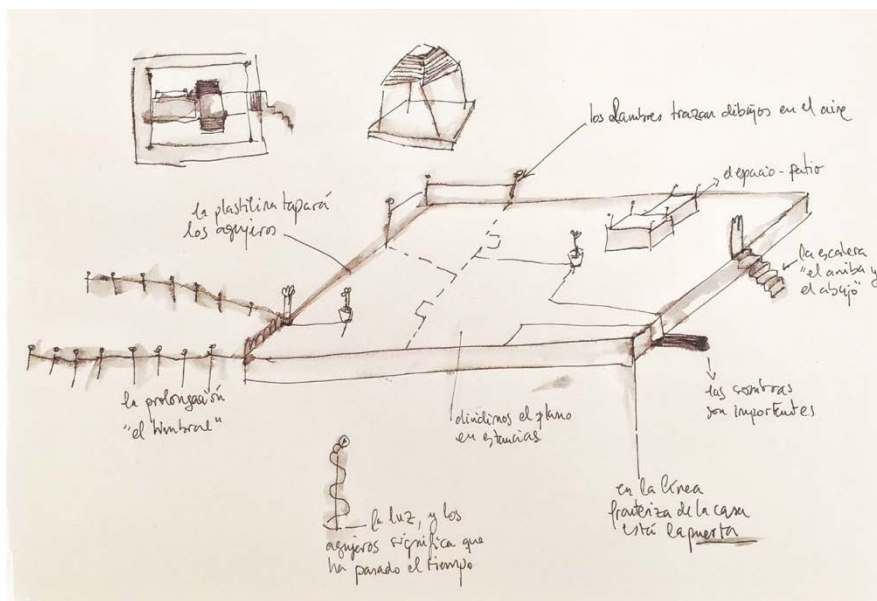 los alambres trazan dibujos en el aire
el espacio-patio
la plastilina tapará
los agujeros
la escalera
"el arriba y
el abajo"
la prolongación
"el umbral"
dividimos el plano
en estancias
las sombras
son importantes
en la línea
fronteriza de la casa
está la puerta
la luz, y los
agujeros significa que
ha pasado el tiempo